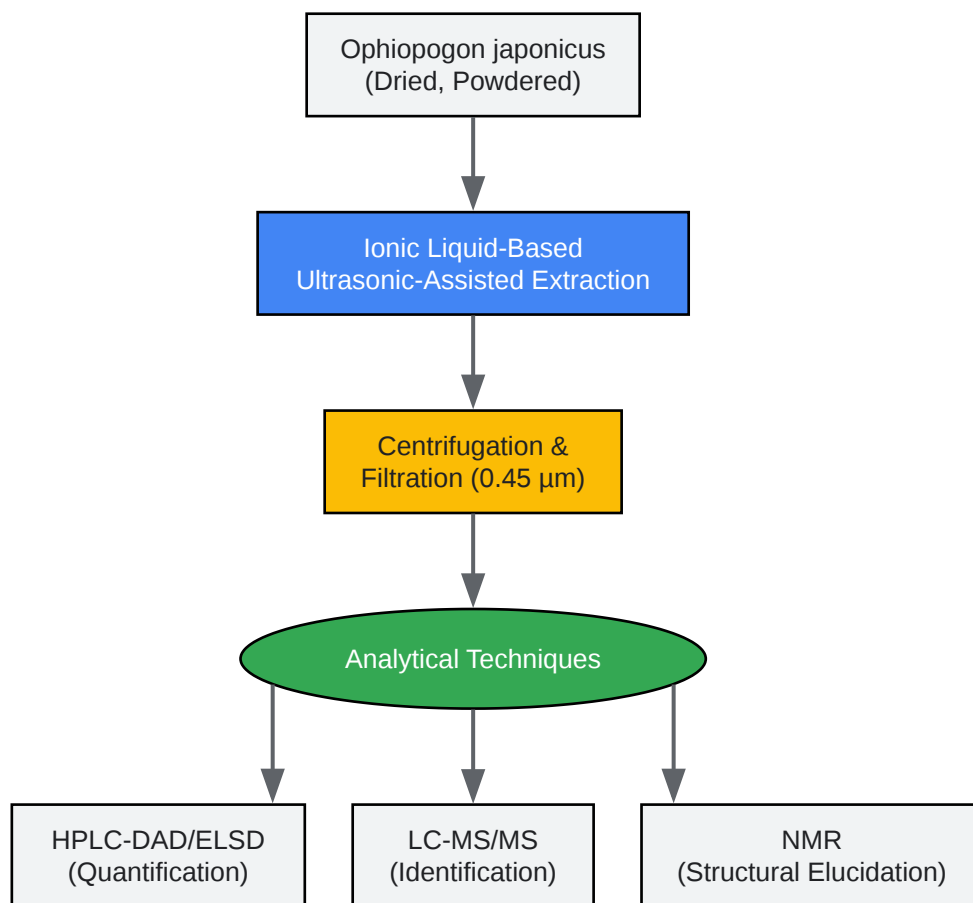 Ophiopogon japonicus
(Dried, Powdered)
Ionic Liquid-Based
Ultrasonic-Assisted Extraction
Centrifugation &
Filtration (0.45 µm)
Analytical Techniques
HPLC-DAD/ELSD
(Quantification)
LC-MS/MS
(Identification)
NMR
(Structural Elucidation)